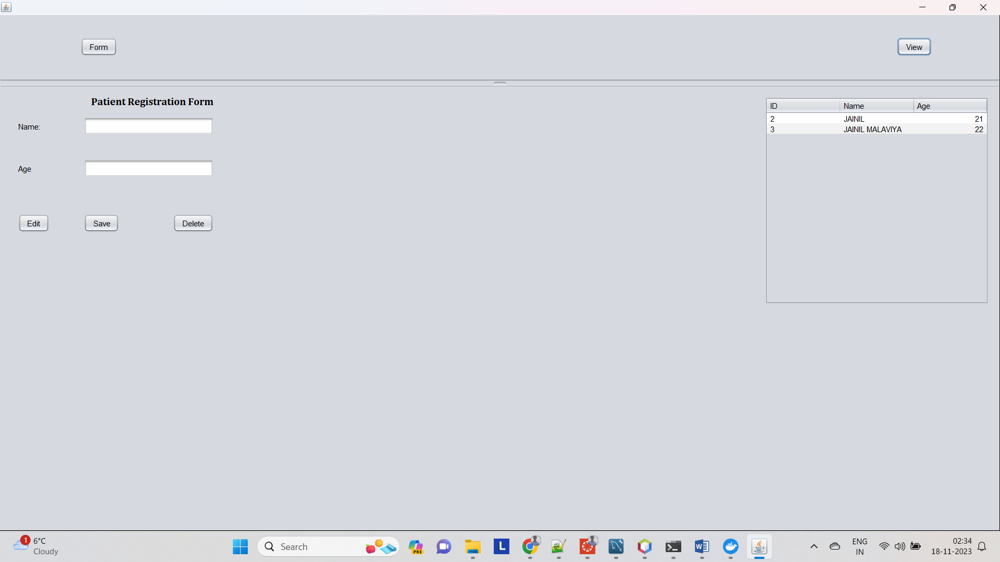 Form
View
Patient Registration Form
Name:
Age
Edit
Save
Delete
ID Name Age
2 JAINIL 21
3 JAINIL MALAVIYA 22
1
6°C
Cloudy
Search
PRE
L
ENG
IN
02:34
18-11-2023